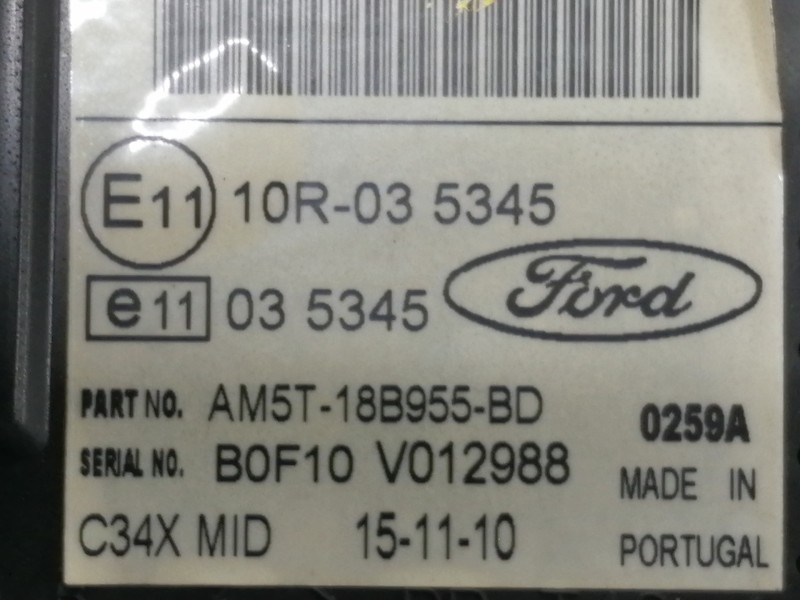 E11 10R-03 5345
e11 03 5345 Ford
PART NO. AM5T-18B955-BD 0259A
SERIAL NO. B0F10 V012988 MADE IN
C34X MID 15-11-10 PORTUGAL